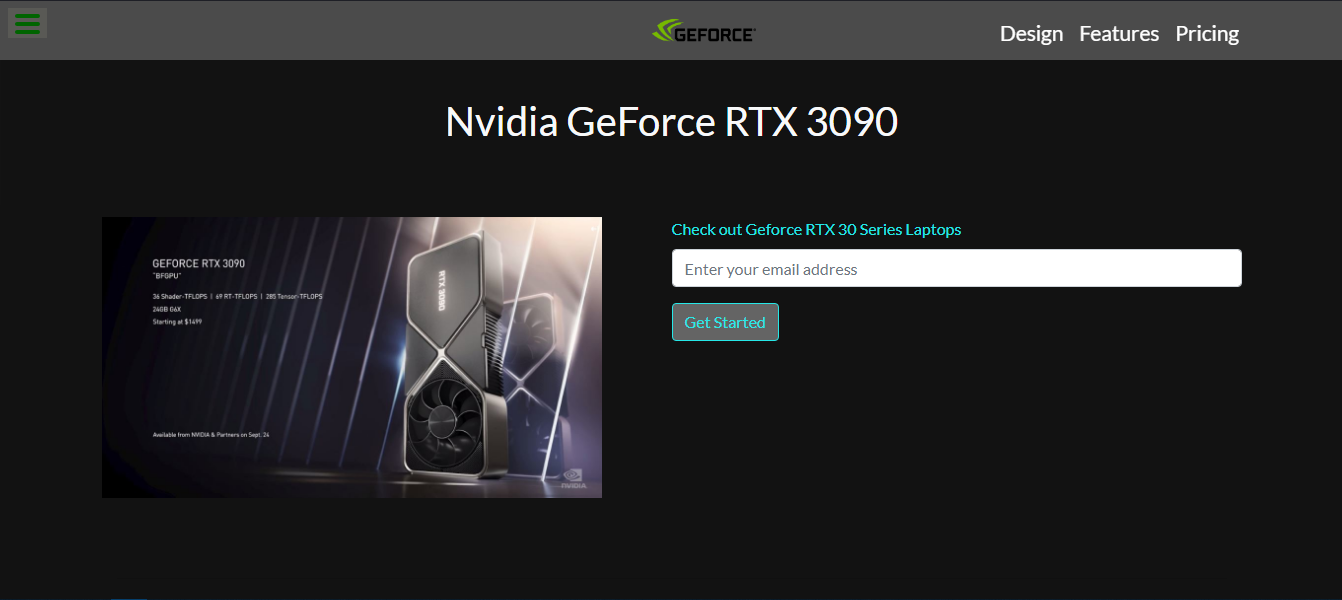 GEFORCE
Design Features Pricing
Nvidia GeForce RTX 3090
GEFORCE RTX 3090
"BFGPU"
36 Shader-TFLOPS | 69 RT-TFLOPS | 285 Tensor-TFLOPS
24GB G6X
Starting at $1499
RTX 3090
Available from NVIDIA & Partners on Sept. 24
NVIDIA
Check out Geforce RTX 30 Series Laptops
Enter your email address
Get Started